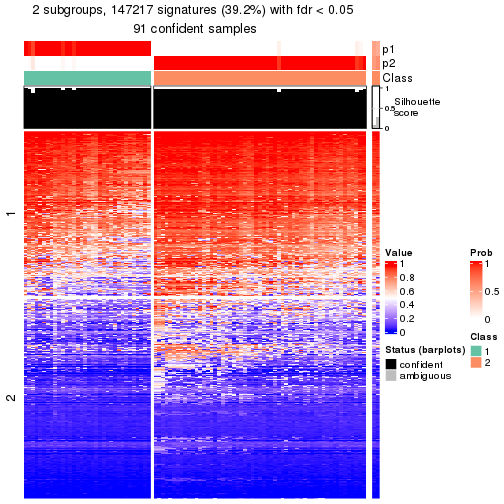 2 subgroups, 147217 signatures (39.2%) with fdr < 0.05
91 confident samples
p1
p2
Class
1
0.5
0
Silhouette
score
1
2
Value
1
0.8
0.6
0.4
0.2
0
Prob
1
0.5
0
Status (barplots)
confident
ambiguous
Class
1
2